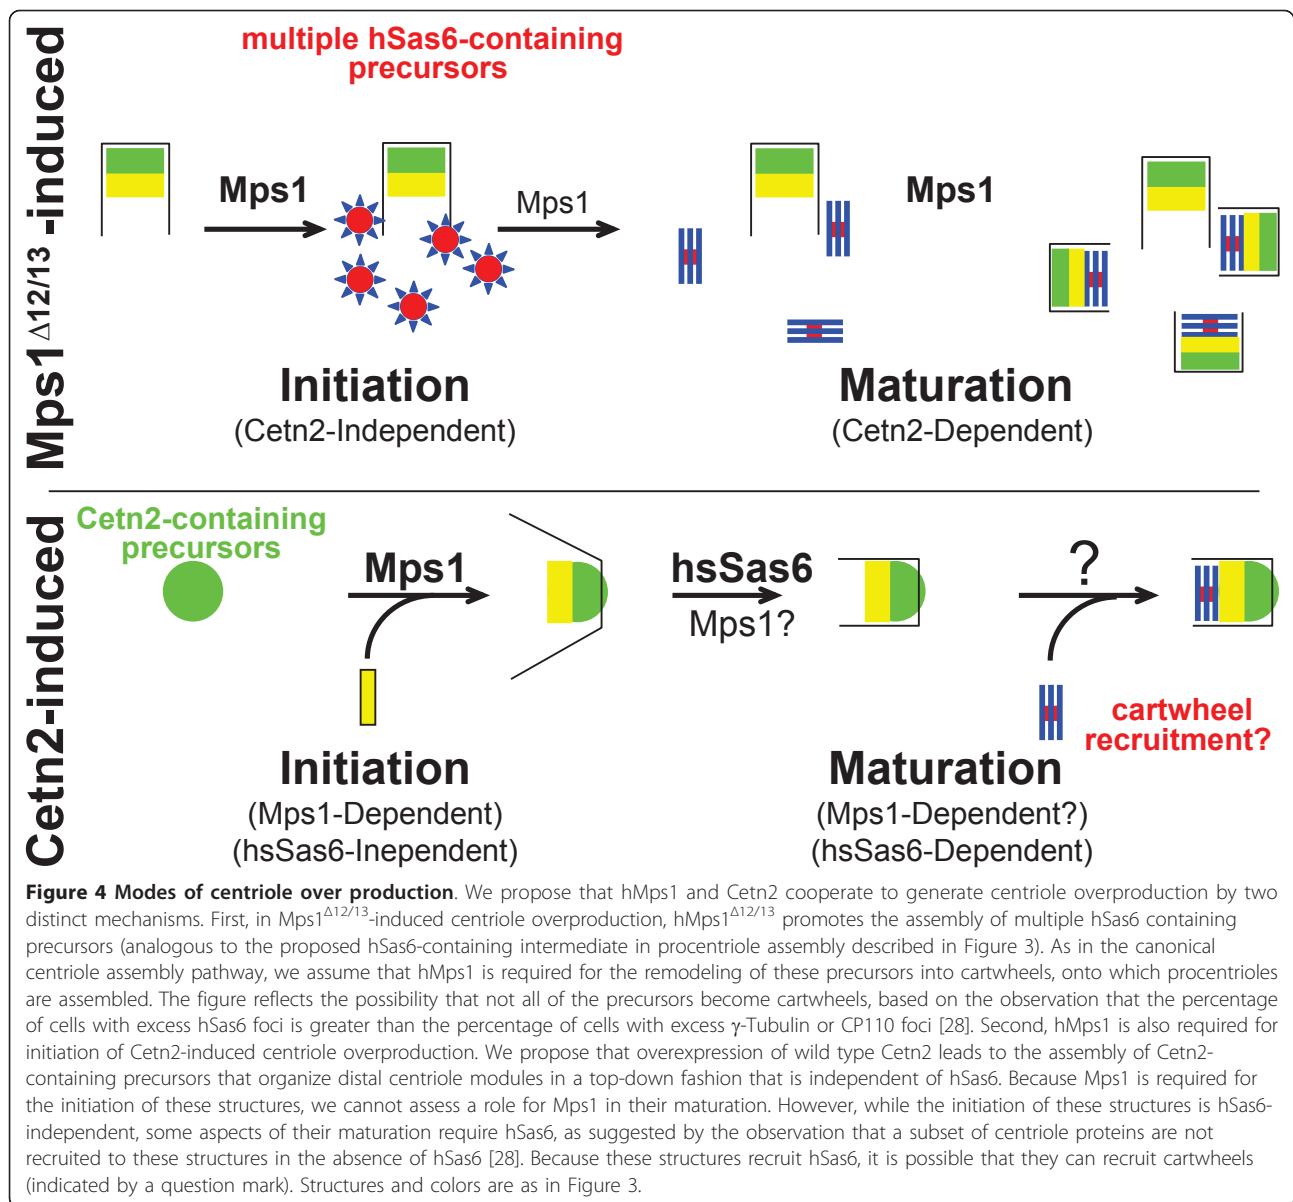 Mps1Δ12/13-induced
multiple hSas6-containing
precursors
Mps1
Mps1
Mps1
Initiation
(Cetn2-Independent)
Maturation
(Cetn2-Dependent)
Cetn2-induced
Cetn2-containing
precursors
Mps1
hsSas6
Mps1?
?
cartwheel
recruitment?
Initiation
(Mps1-Dependent)
(hsSas6-Inependent)
Maturation
(Mps1-Dependent?)
(hsSas6-Dependent)
Figure 4 Modes of centriole over production. We propose that hMps1 and Cetn2 cooperate to generate centriole overproduction by two
distinct mechanisms. First, in Mps1Δ12/13-induced centriole overproduction, hMps1Δ12/13 promotes the assembly of multiple hSas6 containing
precursors (analogous to the proposed hSas6-containing intermediate in procentriole assembly described in Figure 3). As in the canonical
centriole assembly pathway, we assume that hMps1 is required for the remodeling of these precursors into cartwheels, onto which procentrioles
are assembled. The figure reflects the possibility that not all of the precursors become cartwheels, based on the observation that the percentage
of cells with excess hSas6 foci is greater than the percentage of cells with excess γ-Tubulin or CP110 foci [28]. Second, hMps1 is also required for
initiation of Cetn2-induced centriole overproduction. We propose that overexpression of wild type Cetn2 leads to the assembly of Cetn2-
containing precursors that organize distal centriole modules in a top-down fashion that is independent of hSas6. Because Mps1 is required for
the initiation of these structures, we cannot assess a role for Mps1 in their maturation. However, while the initiation of these structures is hSas6-
independent, some aspects of their maturation require hSas6, as suggested by the observation that a subset of centriole proteins are not
recruited to these structures in the absence of hSas6 [28]. Because these structures recruit hSas6, it is possible that they can recruit cartwheels
(indicated by a question mark). Structures and colors are as in Figure 3.